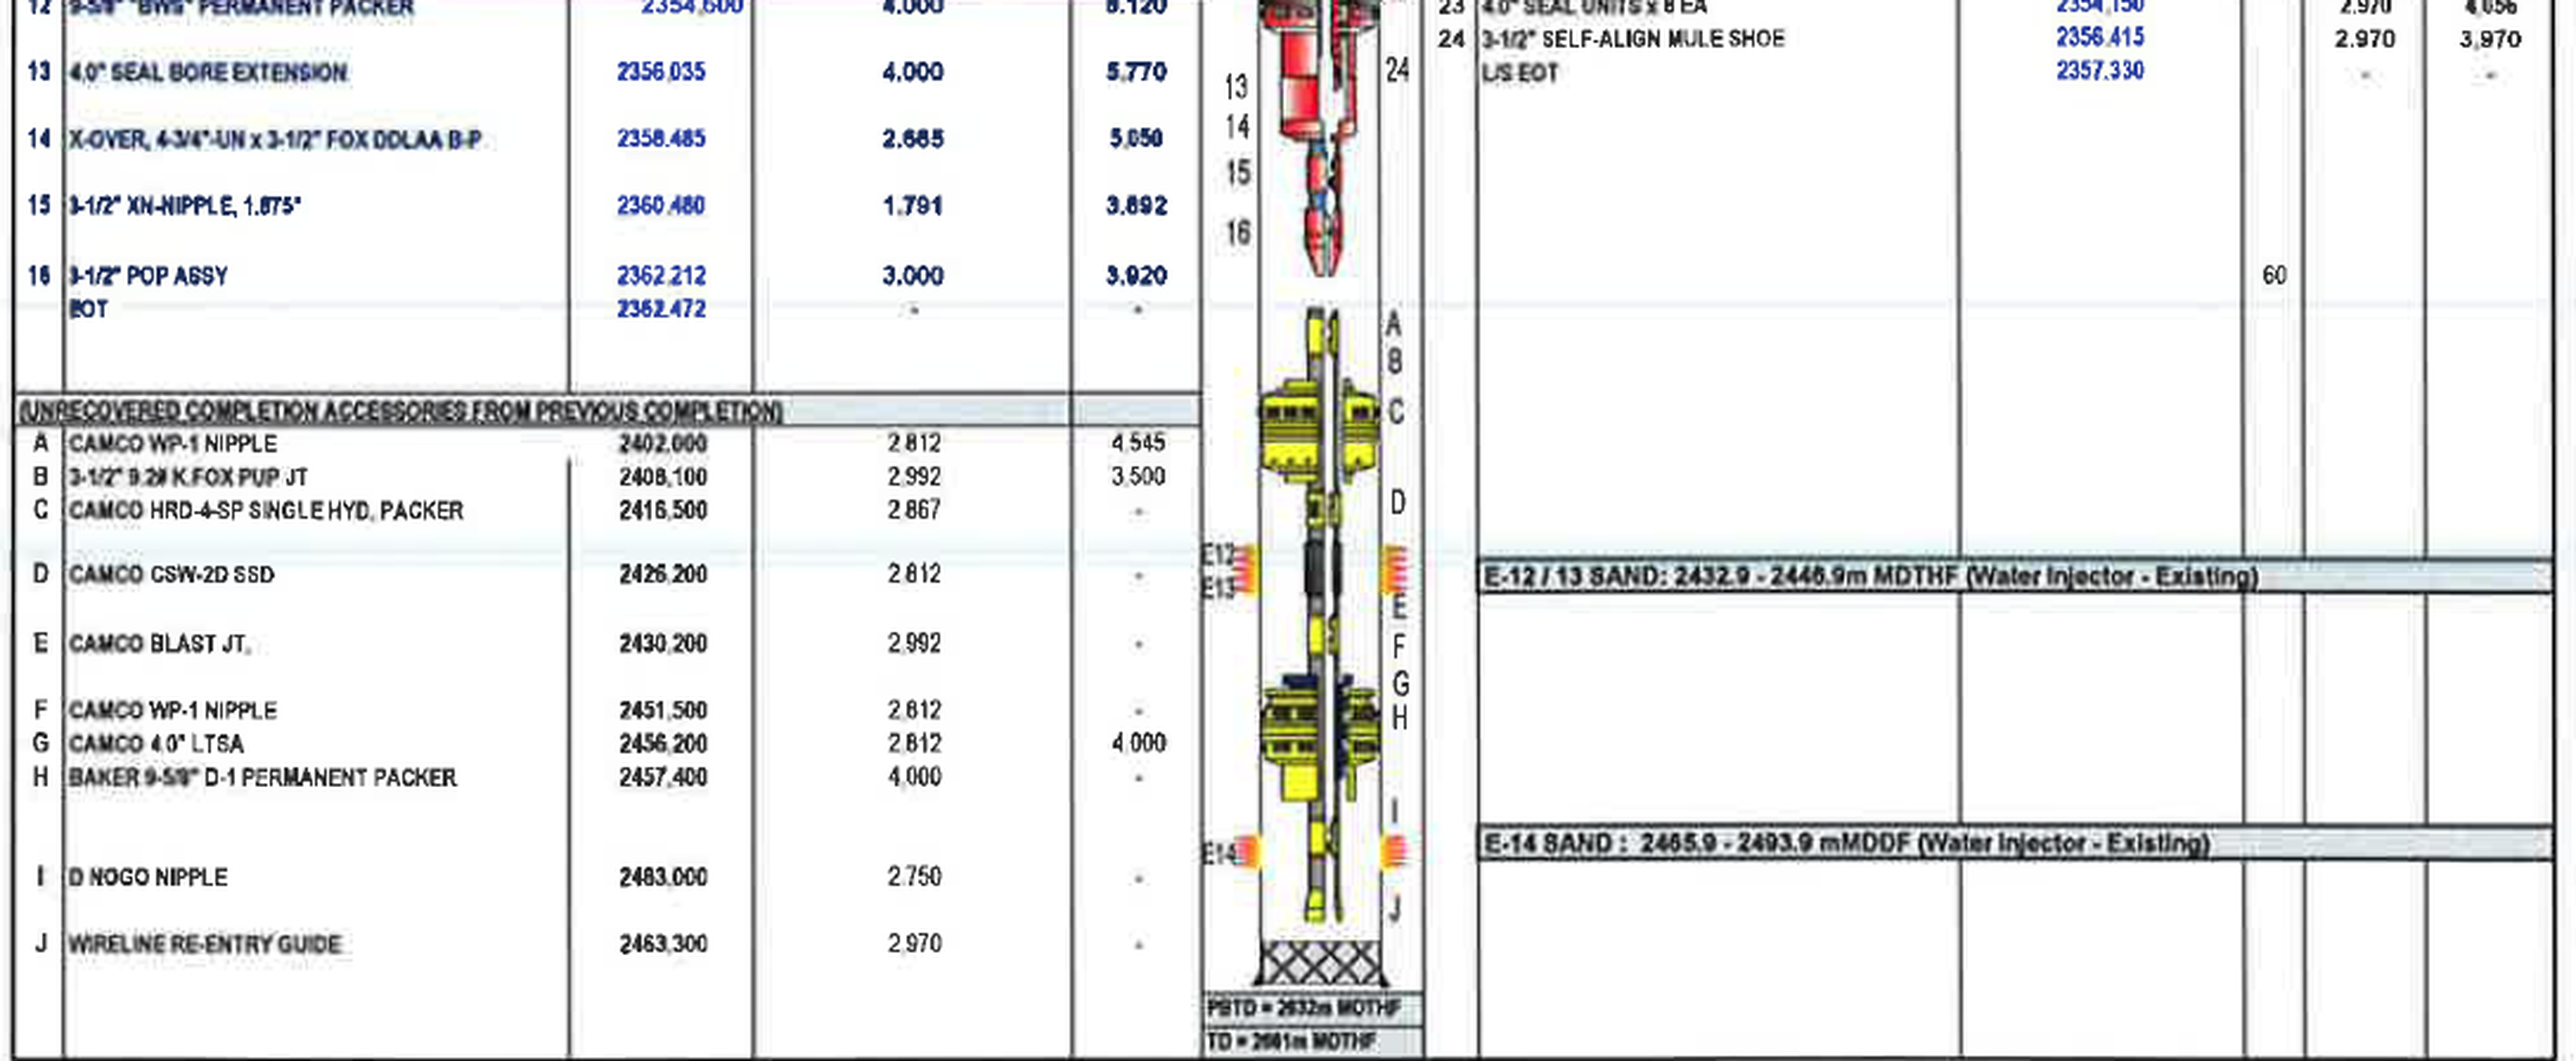 12 9-5/8" "BWS" PERMANENT PACKER 2354,600 4.000 8.120
13 4.0" SEAL BORE EXTENSION 2356.035 4.000 5.770
14 X-OVER, 4-3/4"-UN x 3-1/2" FOX DDLAA B-P 2358.485 2.665 5.050
15 3-1/2" XN-NIPPLE, 1.875" 2360.480 1.791 3.892
16 3-1/2" POP ASSY 2362.212 3.000 3.920
EOT 2362.472 - -
(UNRECOVERED COMPLETION ACCESSORIES FROM PREVIOUS COMPLETION)
A CAMCO WP-1 NIPPLE 2402.000 2.812 4.545
B 3-1/2" K.FOX PUP JT 2408,100 2.992 3.500
C CAMCO HRD-4-SP SINGLE HYD, PACKER 2416,500 2.867 -
D CAMCO CSW-2D SSD 2426,200 2.812 -
E CAMCO BLAST JT, 2430,200 2.992 -
F CAMCO WP-1 NIPPLE 2451,500 2.812 -
G CAMCO 4.0" LTSA 2456,200 2.812 4.000
H BAKER 9-5/8" D-1 PERMANENT PACKER 2457,400 4.000 -
I D NOGO NIPPLE 2463.000 2.750 -
J WIRELINE RE-ENTRY GUIDE 2463,300 2.970 -
13
14
15
16
24
A
B
C
D
E12
E13
E
F
G
H
I
E14
J
PBTD = 2632m MDTHF
TD = 2661m MDTHF
23 4.0" SEAL UNITS x 8 EA 2354.150 2.970 4.056
24 3-1/2" SELF-ALIGN MULE SHOE 2356.415 2.970 3.970
L/S EOT 2357.330 - -
60
E-12 / 13 SAND: 2432.9 - 2446.9m MDTHF (Water Injector - Existing)
E-14 SAND : 2465.9 - 2493.9 mMDDF (Water Injector - Existing)